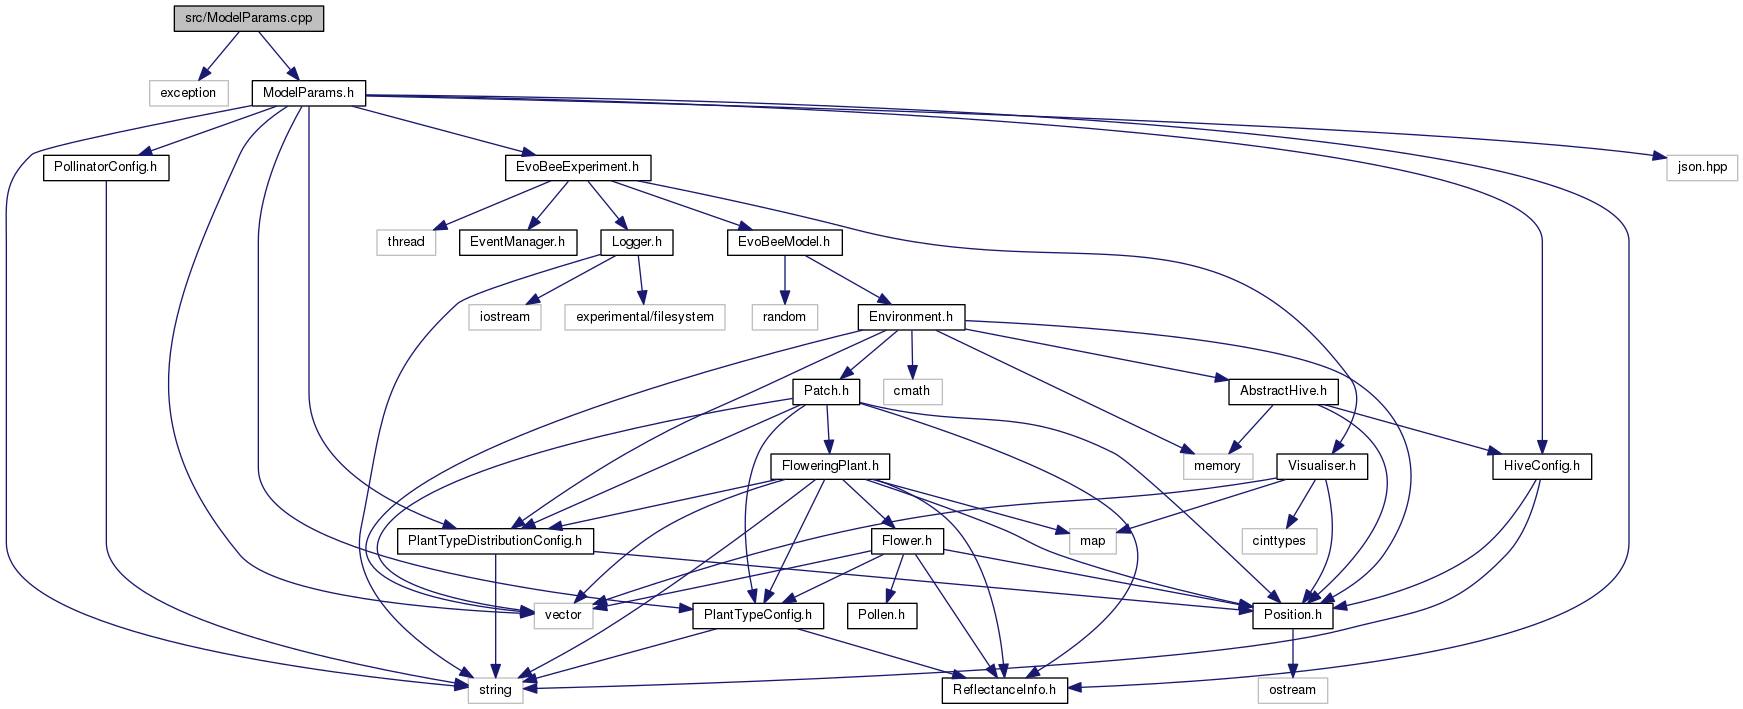 src/ModelParams.cpp
exception
ModelParams.h
PollinatorConfig.h
EvoBeeExperiment.h
json.hpp
thread
EventManager.h
Logger.h
EvoBeeModel.h
iostream
experimental/filesystem
random
Environment.h
Patch.h
cmath
AbstractHive.h
FloweringPlant.h
memory
Visualiser.h
HiveConfig.h
PlantTypeDistributionConfig.h
Flower.h
map
cinttypes
vector
PlantTypeConfig.h
Pollen.h
Position.h
string
ReflectanceInfo.h
ostream